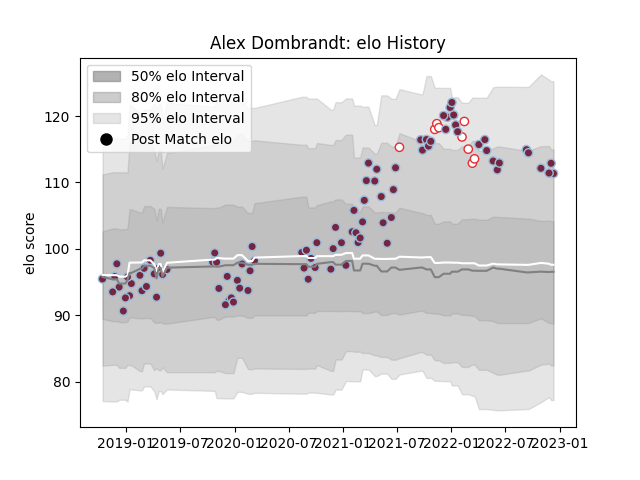 Alex Dombrandt: elo History
50% elo Interval
80% elo Interval
95% elo Interval
Post Match elo
elo score
120
110
100
90
80
2019-01 2019-07 2020-01 2020-07 2021-01 2021-07 2022-01 2022-07 2023-01